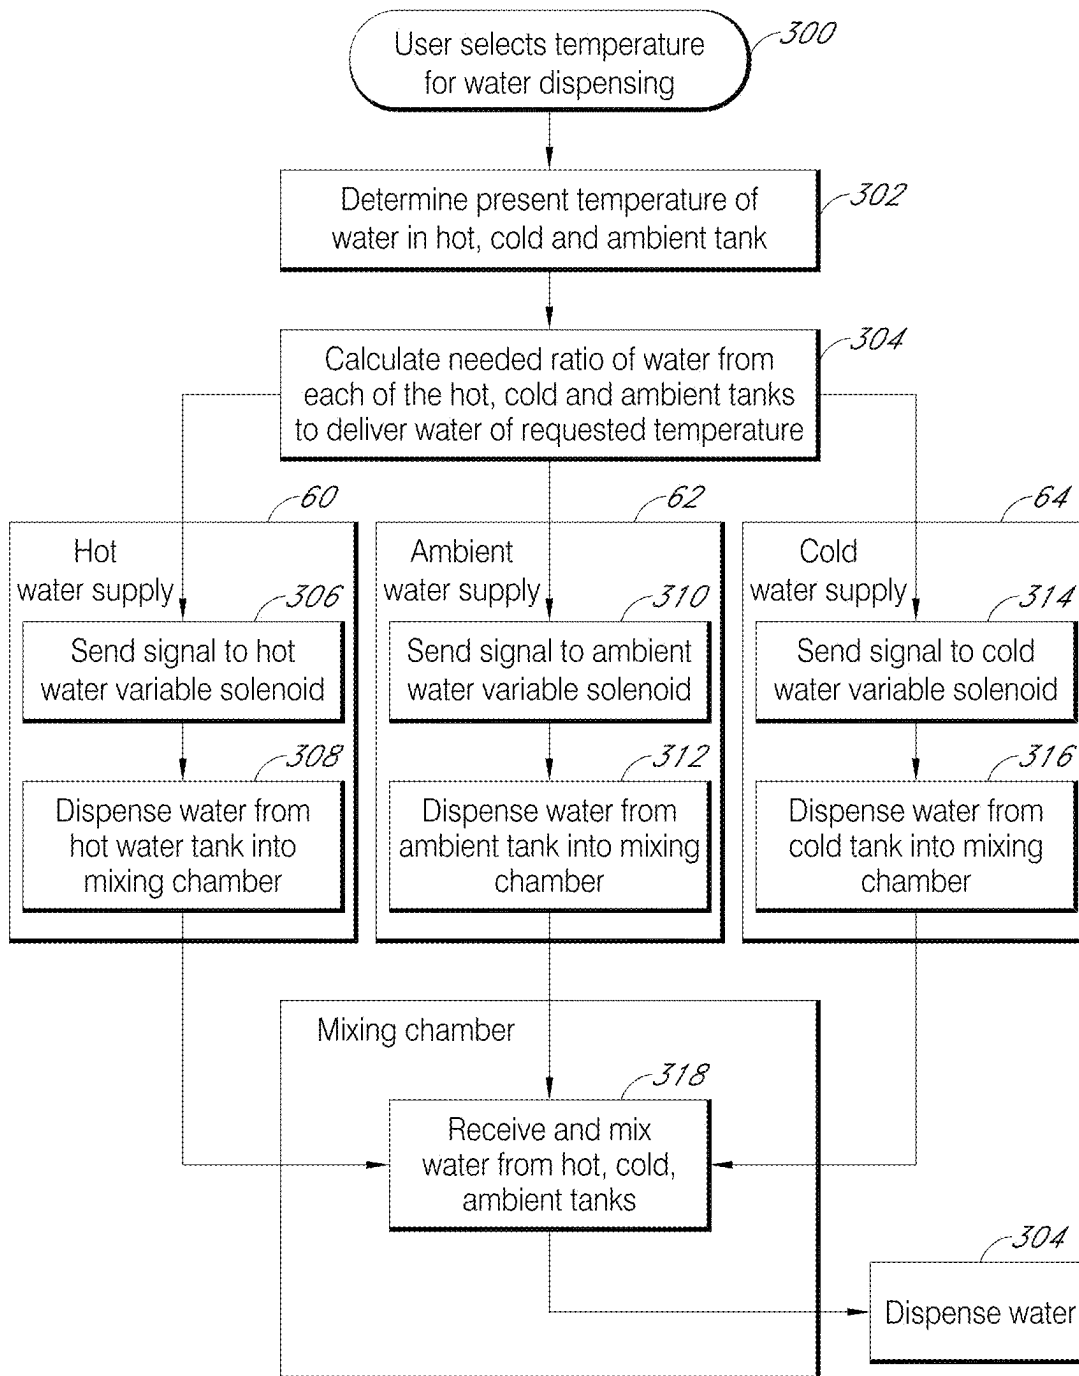 User selects temperature
for water dispensing
300
Determine present temperature of
water in hot, cold and ambient tank
302
Calculate needed ratio of water from
each of the hot, cold and ambient tanks
to deliver water of requested temperature
304
60
Hot
water supply
306
Send signal to hot
water variable solenoid
308
Dispense water from
hot water tank into
mixing chamber
62
Ambient
water supply
310
Send signal to ambient
water variable solenoid
312
Dispense water from
ambient tank into mixing
chamber
64
Cold
water supply
314
Send signal to cold
water variable solenoid
316
Dispense water from
cold tank into mixing
chamber
Mixing chamber
318
Receive and mix
water from hot, cold,
ambient tanks
304
Dispense water